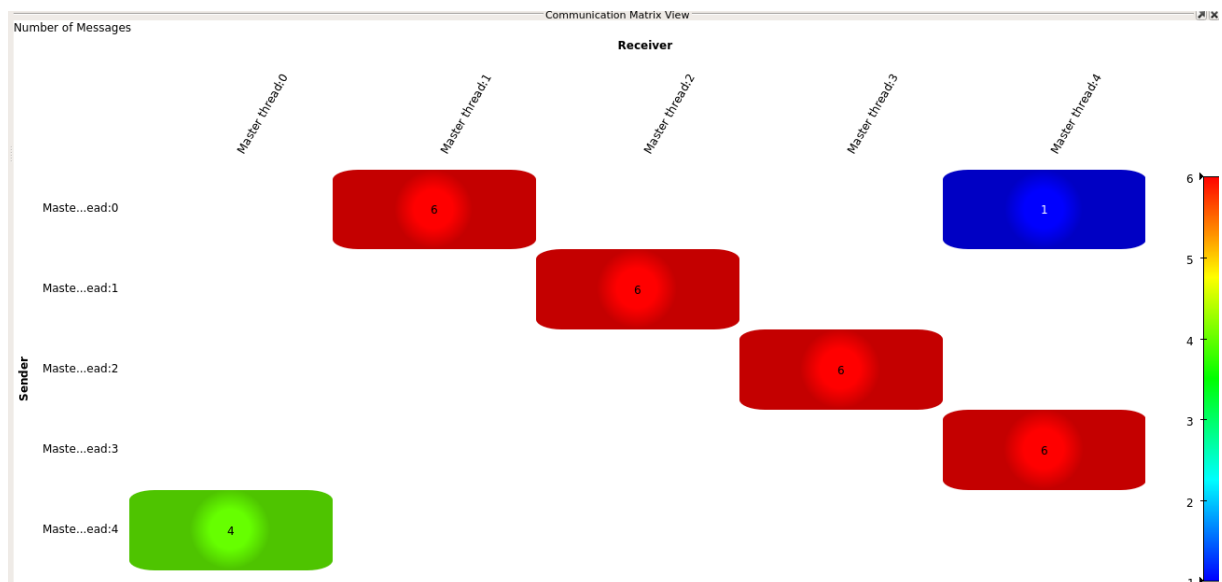 Communication Matrix View
Number of Messages
Receiver
Master thread:0
Master thread:1
Master thread:2
Master thread:3
Master thread:4
Sender
Maste...ead:0
6
1
Maste...ead:1
6
Maste...ead:2
6
Maste...ead:3
6
Maste...ead:4
4
6
5
4
3
2
1